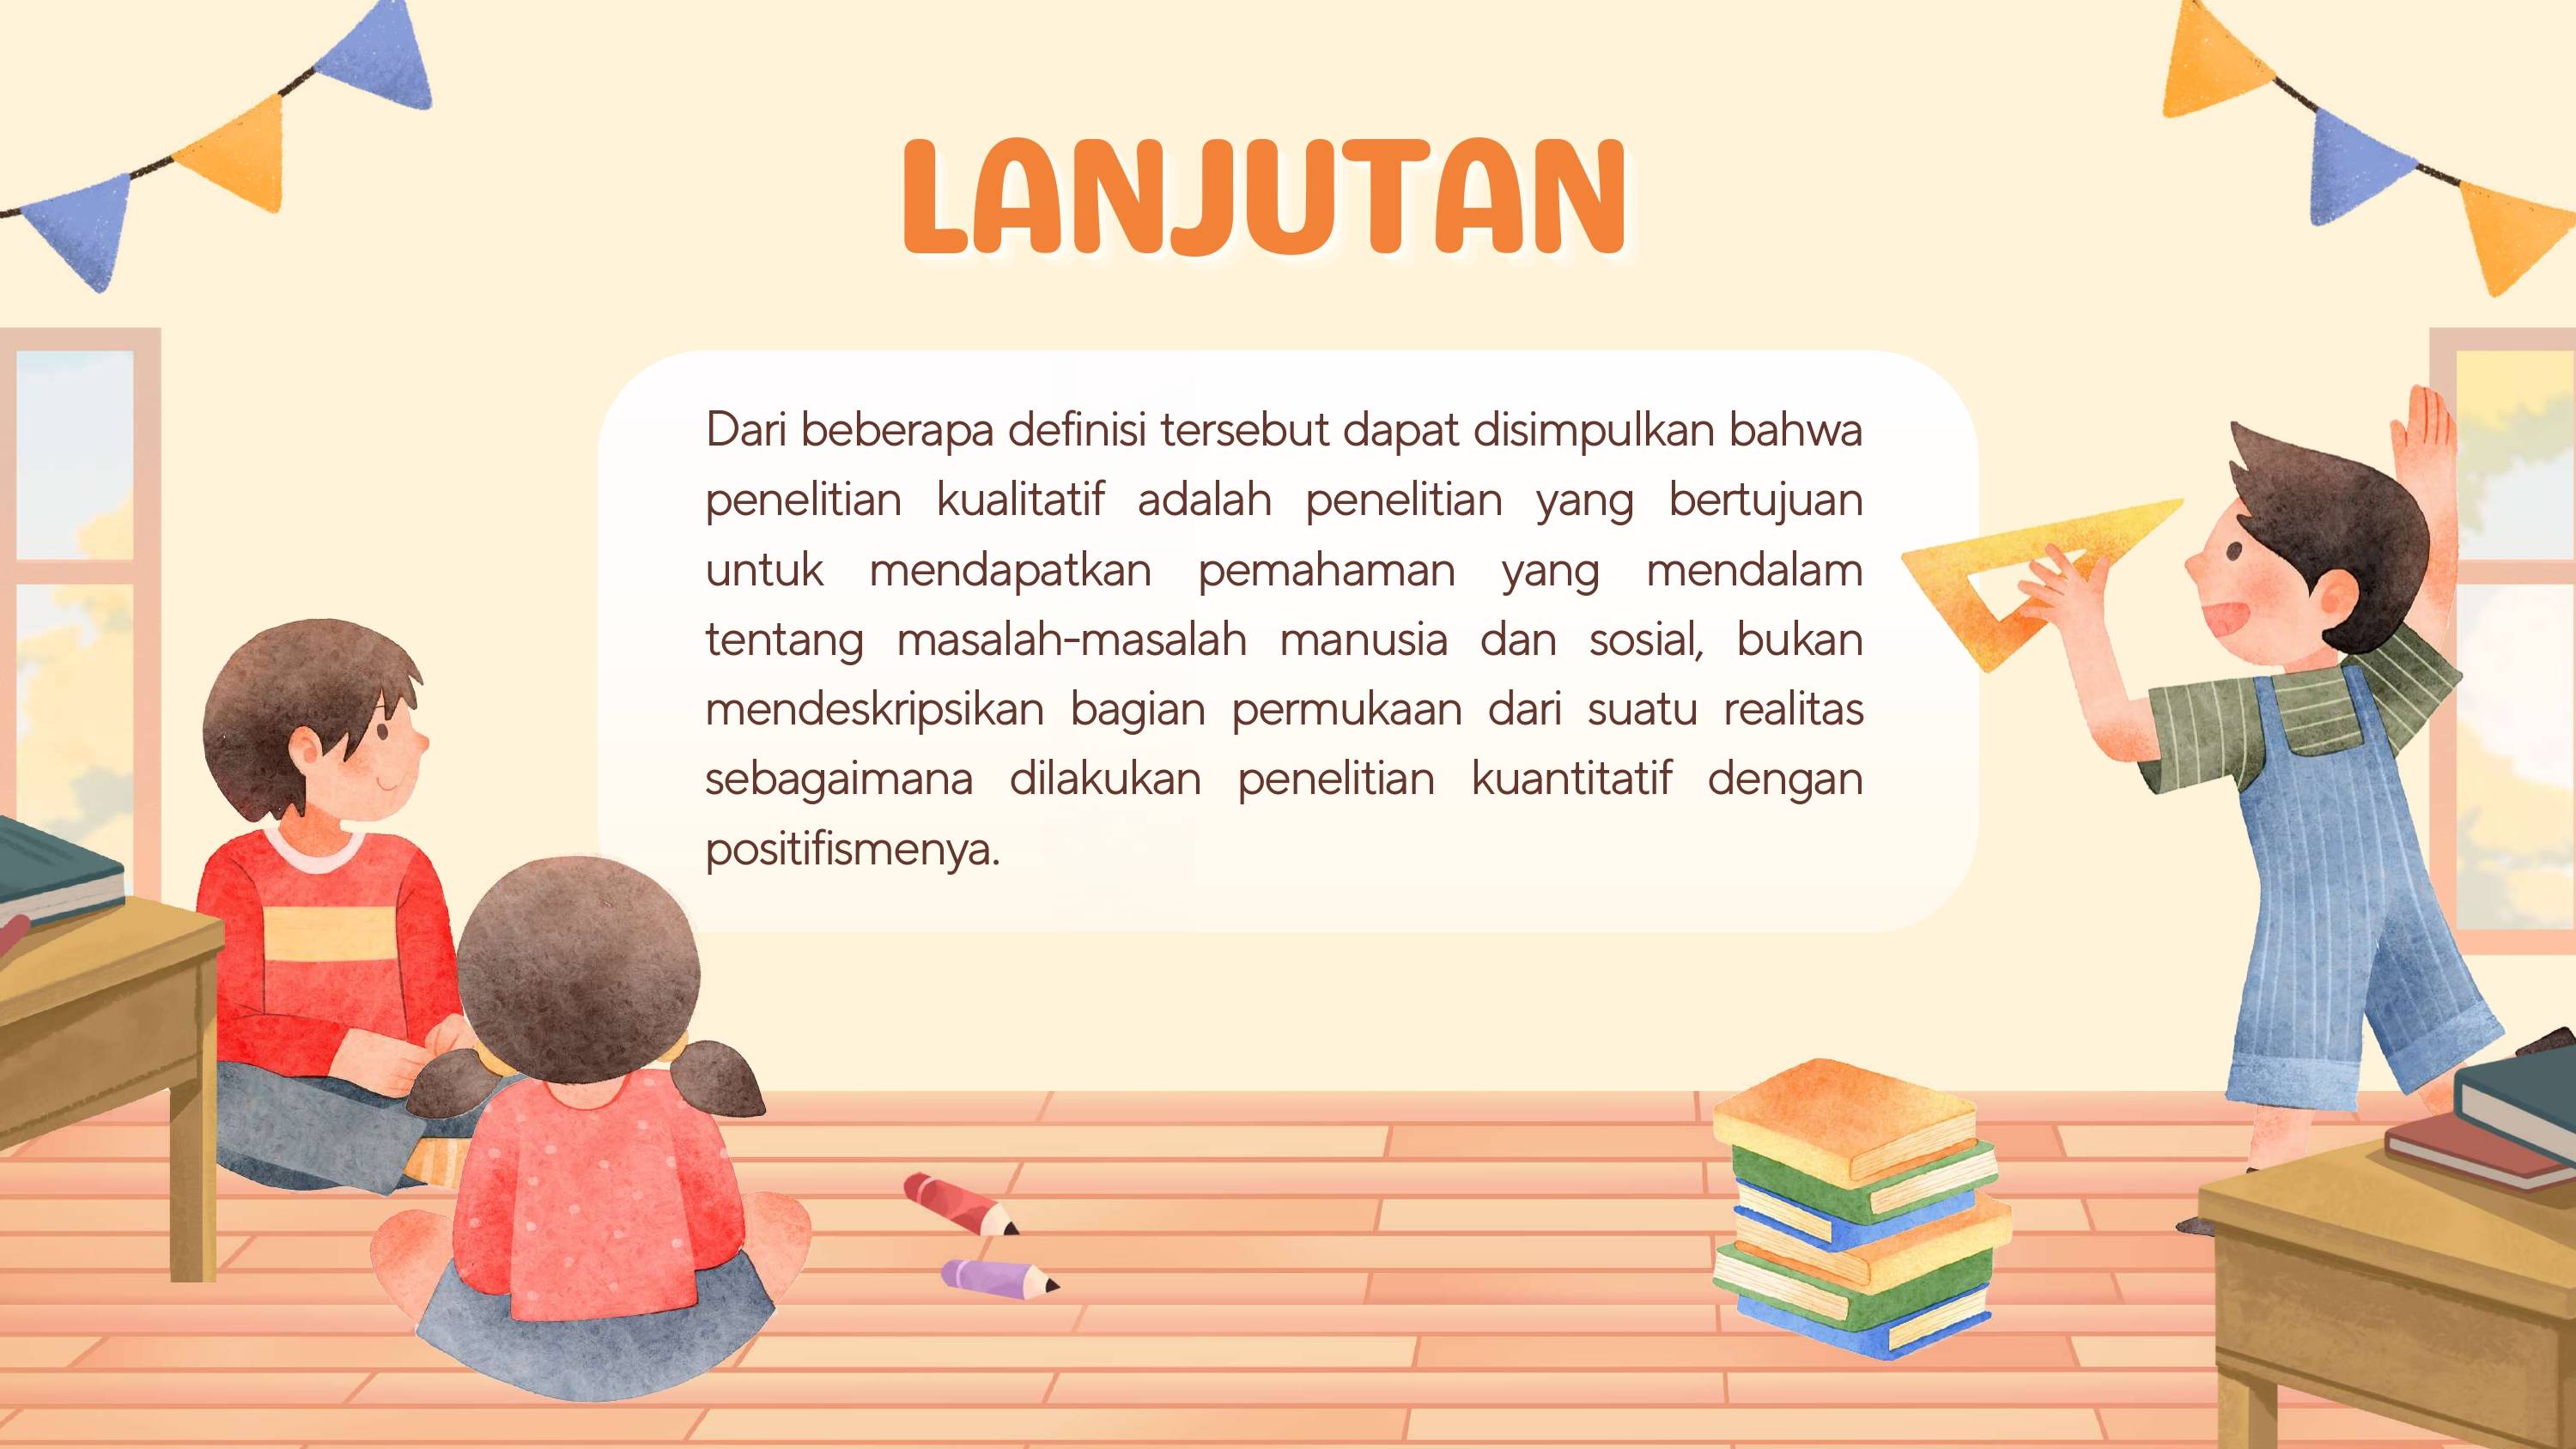 LANJUTAN
Dari beberapa definisi tersebut dapat disimpulkan bahwa
penelitian kualitatif adalah penelitian yang bertujuan
untuk mendapatkan pemahaman yang mendalam
tentang masalah-masalah manusia dan sosial, bukan
mendeskripsikan bagian permukaan dari suatu realitas
sebagaimana dilakukan penelitian kuantitatif dengan
positifismenya.